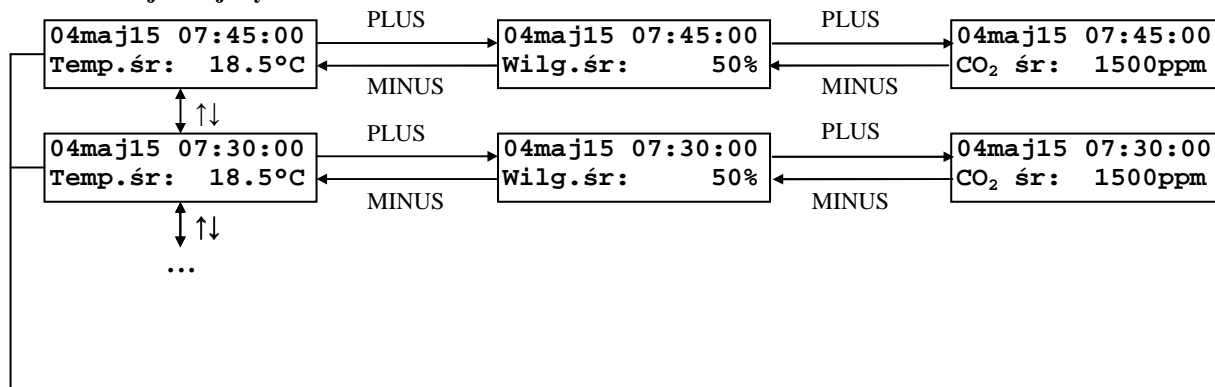 PLUS PLUS
04maj15 07:45:00 04maj15 07:45:00 04maj15 07:45:00
Temp.śr: 18.5°C Wilg.śr: 50% CO₂ śr: 1500ppm
MINUS MINUS
↑↓
PLUS PLUS
04maj15 07:30:00 04maj15 07:30:00 04maj15 07:30:00
Temp.śr: 18.5°C Wilg.śr: 50% CO₂ śr: 1500ppm
MINUS MINUS
↑↓
...